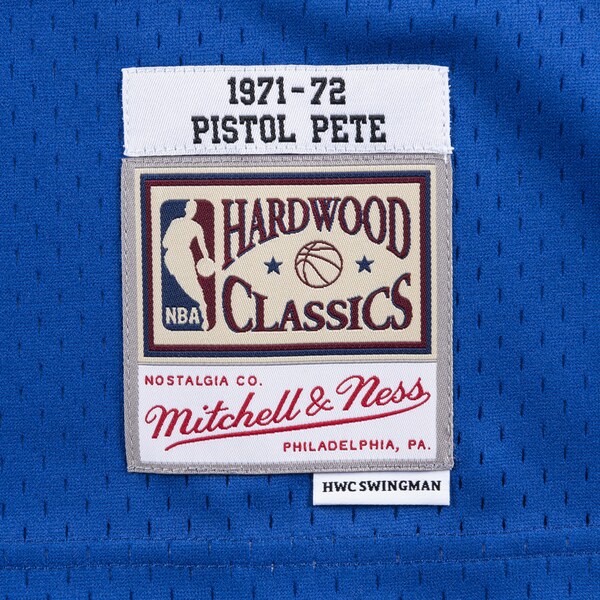 1971-72
PISTOL PETE
HARDWOOD
NBA
CLASSICS
NOSTALGIA CO.
Mitchell & Ness
PHILADELPHIA, PA.
HWC SWINGMAN